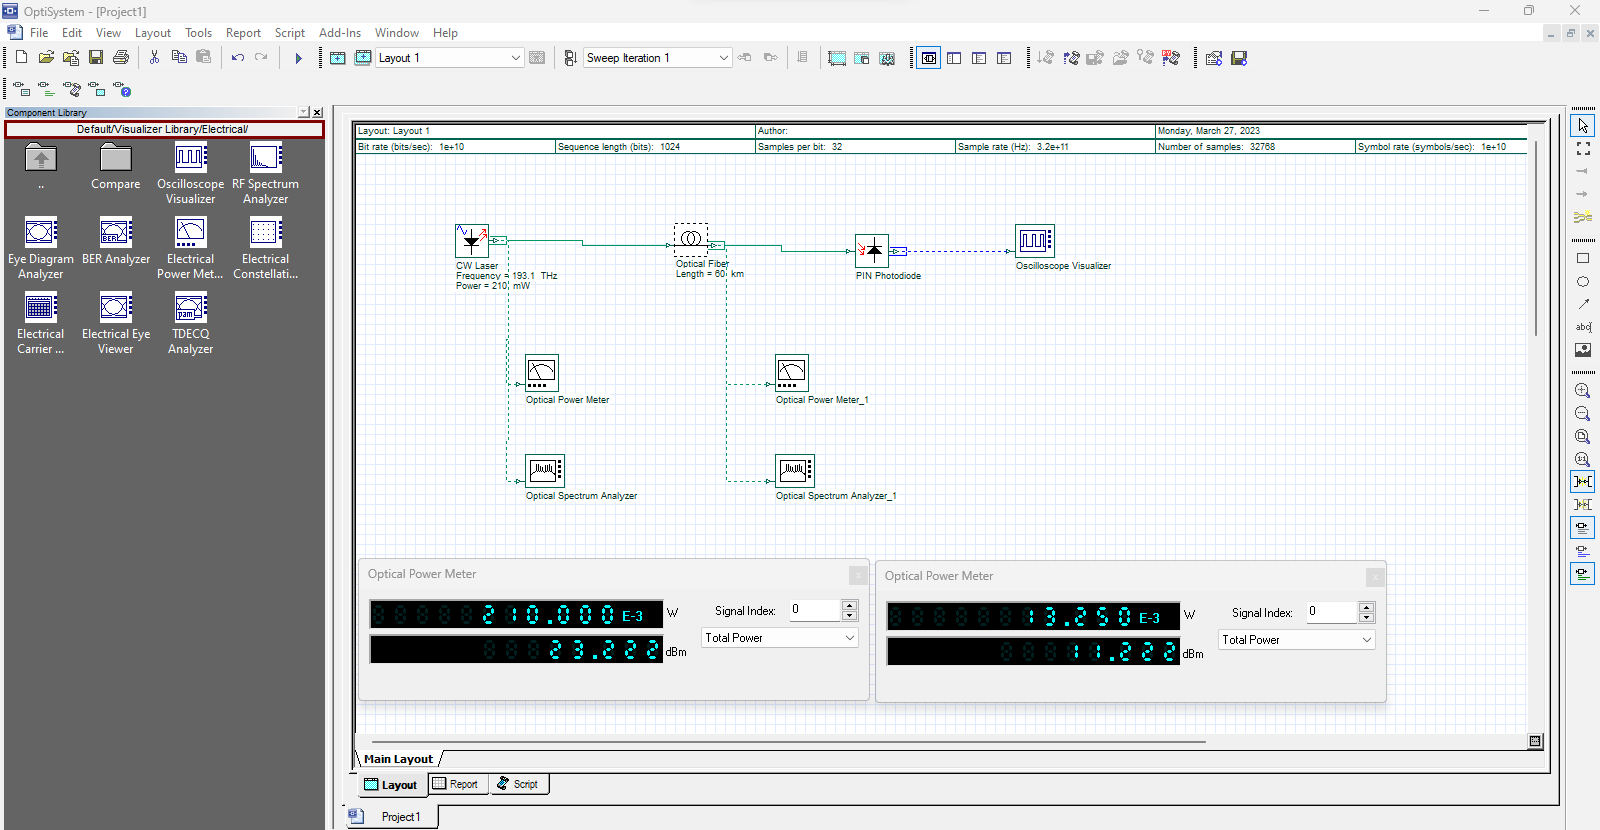 OptiSystem - [Project1]
File Edit View Layout Tools Report Script Add-Ins Window Help
Layout 1
Sweep Iteration 1
Component Library
Default/Visualizer Library/Electrical/
..
Compare
Oscilloscope Visualizer
RF Spectrum Analyzer
Eye Diagram Analyzer
BER
BER Analyzer
Electrical Power Met...
Electrical Constellati...
Electrical Carrier ...
Electrical Eye Viewer
pam
TDECQ Analyzer
Layout: Layout 1
Author:
Monday, March 27, 2023
Bit rate (bits/sec): 1e+10
Sequence length (bits): 1024
Samples per bit: 32
Sample rate (Hz): 3.2e+11
Number of samples: 32768
Symbol rate (symbols/sec): 1e+10
CW Laser
Frequency = 193.1 THz
Power = 210 mW
Optical Fiber
Length = 60 km
PIN Photodiode
Oscilloscope Visualizer
Optical Power Meter
Optical Power Meter_1
Optical Spectrum Analyzer
Optical Spectrum Analyzer_1
Optical Power Meter
x
210.000 E-3 W
Signal Index: 0
Total Power
23.222 dBm
Optical Power Meter
x
13.250 E-3 W
Signal Index: 0
Total Power
11.222 dBm
abc
1:1
Main Layout
Layout Report Script
Project1